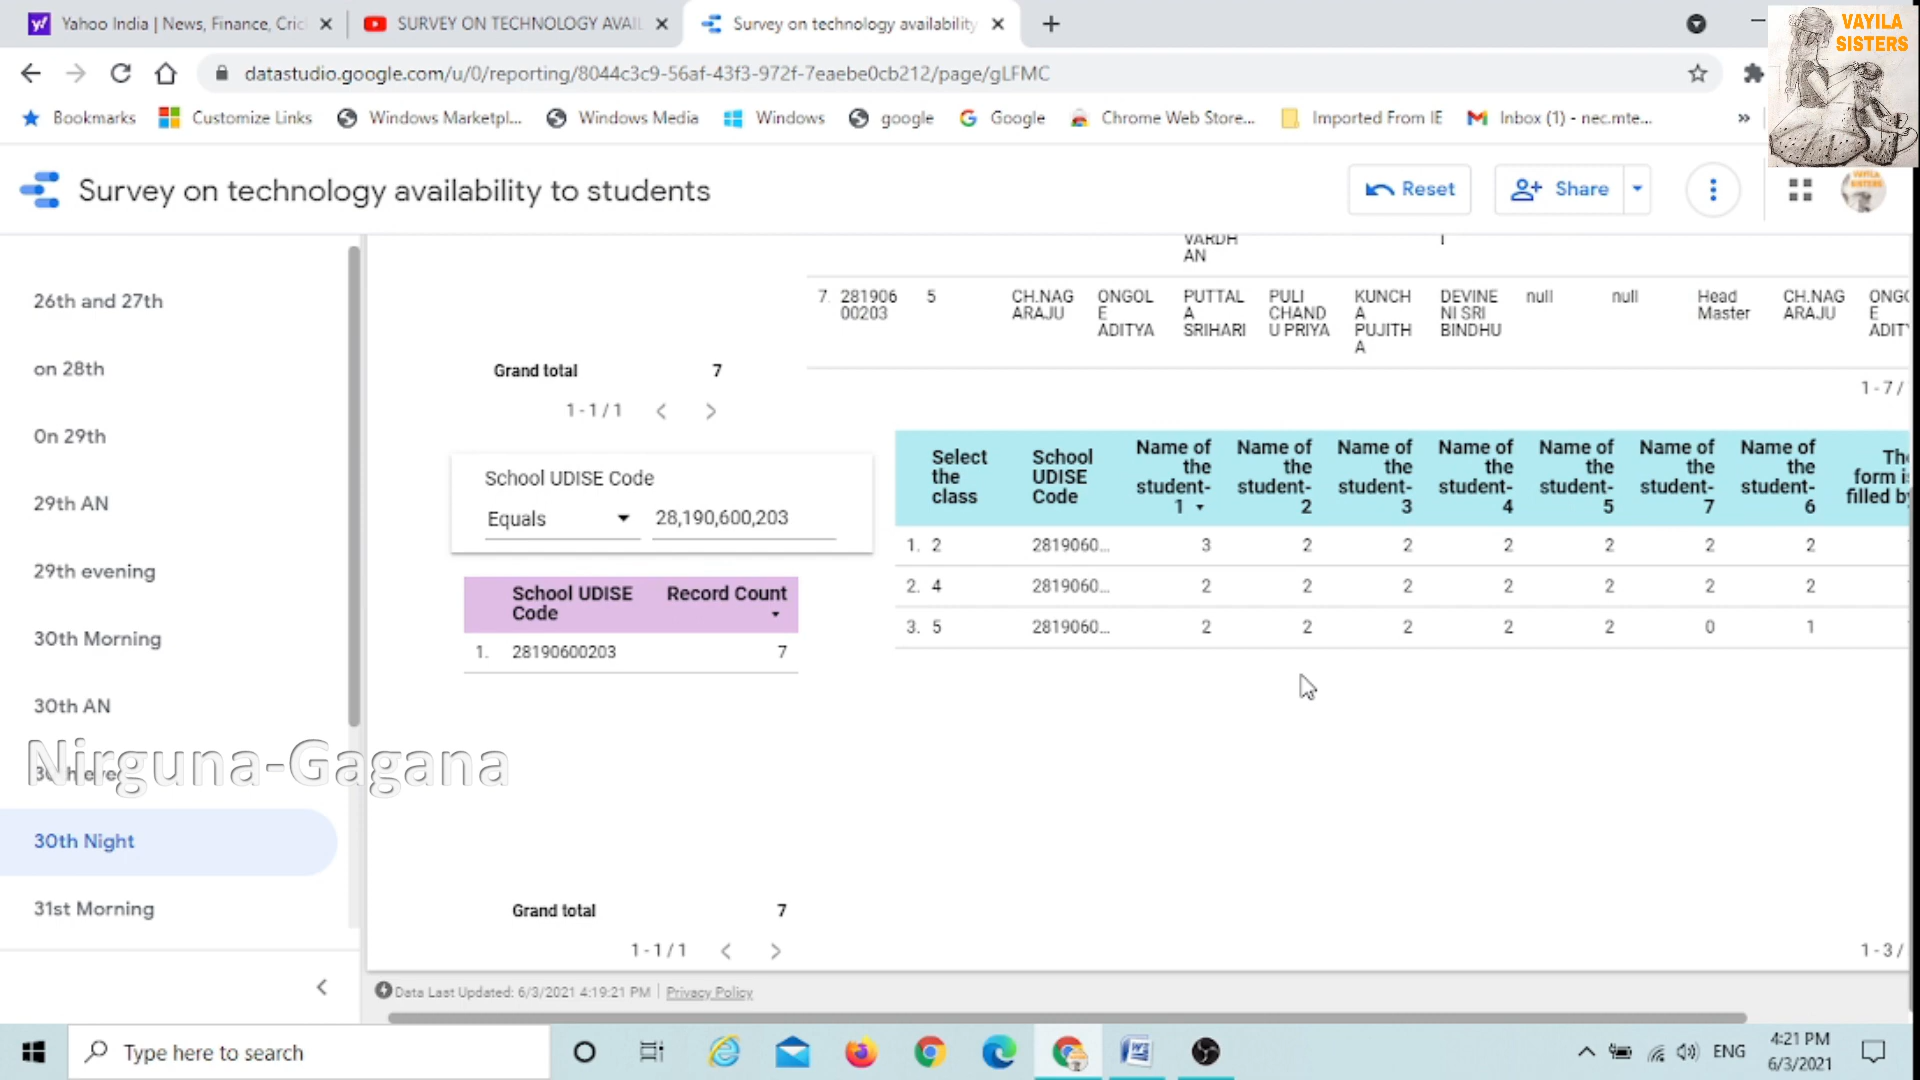 Yahoo India | News, Finance, Cric
SURVEY ON TECHNOLOGY AVAIL
Survey on technology availability
VAYILA
SISTERS
datastudio.google.com/u/0/reporting/8044c3c9-56af-43f3-972f-7eaebe0cb212/page/gLFMC
Bookmarks Customize Links Windows Marketpl... Windows Media Windows google Google Chrome Web Store... Imported From IE Inbox (1) - nec.mte... »
Survey on technology availability to students
Reset
Share
26th and 27th
on 28th
On 29th
29th AN
29th evening
30th Morning
30th AN
Nirguna-Gagana
30th Night
31st Morning
VARDH
AN
7. 281906 5 CH.NAG ONGOL PUTTAL PULI KUNCH DEVINE null null Head CH.NAG ONG
00203 ARAJU E A CHAND A NI SRI Master ARAJU E
ADITYA SRIHARI U PRIYA PUJITH BINDHU ADIT
A
Grand total 7
1 - 1 / 1
1 - 7 /
School UDISE Code
Equals 28,190,600,203
School UDISE Record Count
Code
1. 28190600203 7
Grand total 7
1 - 1 / 1
Select School Name of Name of Name of Name of Name of Name of Name of The
the UDISE the the the the the the the form is
class Code student- student- student- student- student- student- student- filled by
1 2 3 4 5 7 6
1. 2 2819060... 3 2 2 2 2 2 2
2. 4 2819060... 2 2 2 2 2 2 2
3. 5 2819060... 2 2 2 2 2 0 1
1 - 3 /
Data Last Updated: 6/3/2021 4:19:21 PM | Privacy Policy
Type here to search
ENG
4:21 PM
6/3/2021